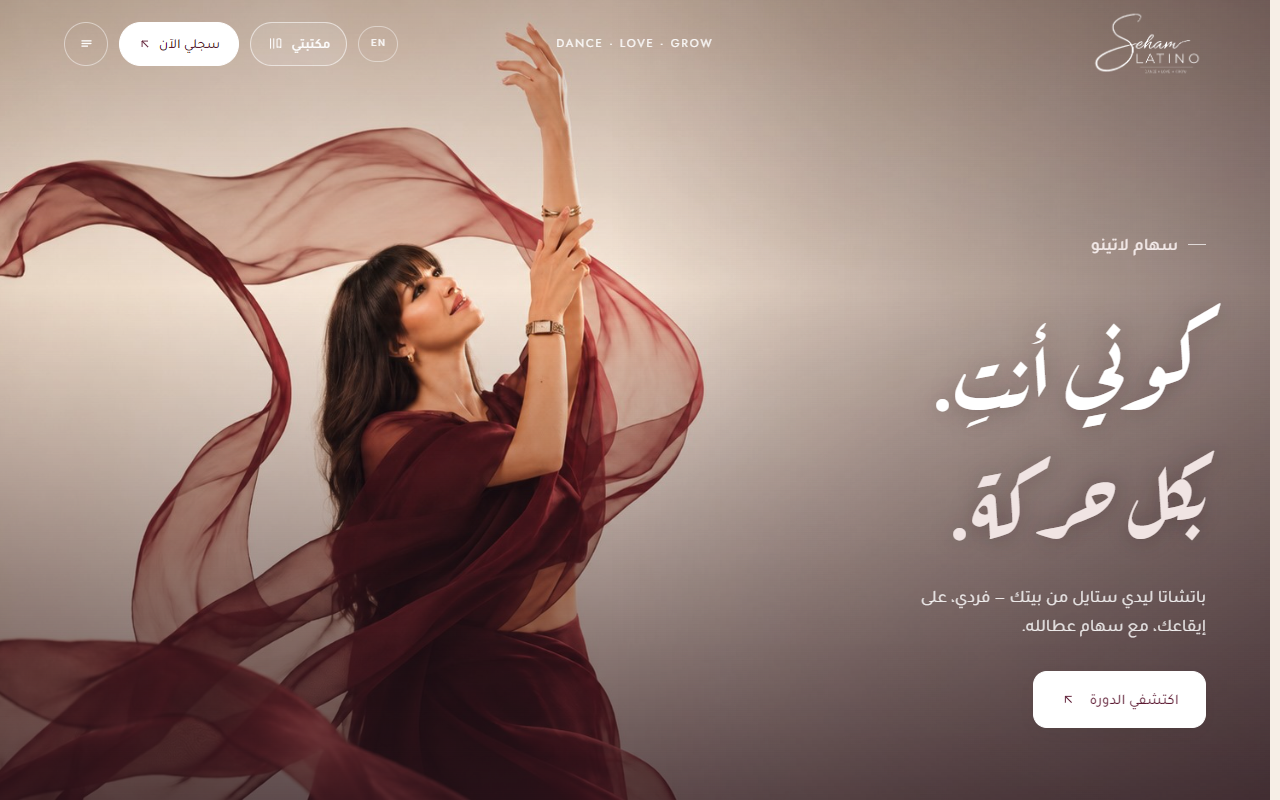 Seham
LATINO
DANCE · LOVE · GROW
EN
مكتبتي
سجلي الآن
سهام لاتينو
كوني أنتِ.
بكل حركة.
باتشاتا ليدي ستايل من بيتك – فردي، على
إيقاعك، مع سهام عطالله.
اكتشفي الدورة